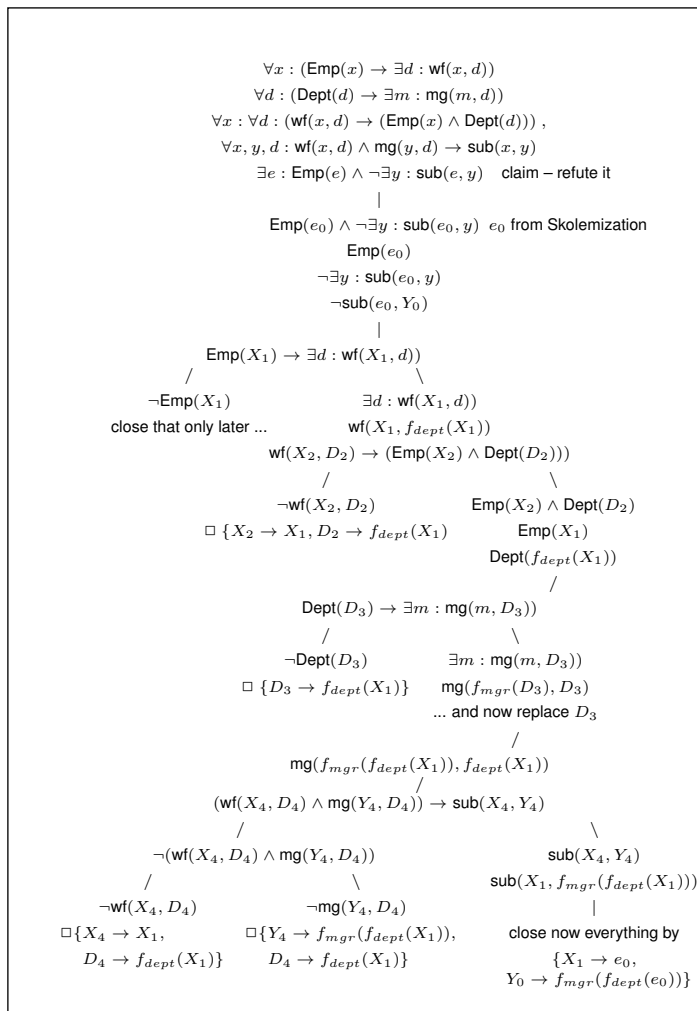 ∀x : (Emp(x) → ∃d : wf(x, d))
∀d : (Dept(d) → ∃m : mg(m, d))
∀x : ∀d : (wf(x, d) → (Emp(x) ∧ Dept(d))) ,
∀x, y, d : wf(x, d) ∧ mg(y, d) → sub(x, y)
∃e : Emp(e) ∧ ¬∃y : sub(e, y) claim – refute it
|
Emp(e₀) ∧ ¬∃y : sub(e₀, y) e₀ from Skolemization
Emp(e₀)
¬∃y : sub(e₀, y)
¬sub(e₀, Y₀)
|
Emp(X₁) → ∃d : wf(X₁, d))
/ \
¬Emp(X₁) ∃d : wf(X₁, d))
close that only later ... wf(X₁, f_dept(X₁))
wf(X₂, D₂) → (Emp(X₂) ∧ Dept(D₂)))
/ \
¬wf(X₂, D₂) Emp(X₂) ∧ Dept(D₂)
□ {X₂ → X₁, D₂ → f_dept(X₁) Emp(X₁)
Dept(f_dept(X₁))
/
Dept(D₃) → ∃m : mg(m, D₃))
/ \
¬Dept(D₃) ∃m : mg(m, D₃))
□ {D₃ → f_dept(X₁)} mg(f_mgr(D₃), D₃)
... and now replace D₃
/
mg(f_mgr(f_dept(X₁)), f_dept(X₁))
/
(wf(X₄, D₄) ∧ mg(Y₄, D₄)) → sub(X₄, Y₄)
/ \
¬(wf(X₄, D₄) ∧ mg(Y₄, D₄)) sub(X₄, Y₄)
sub(X₁, f_mgr(f_dept(X₁)))
/ \ |
¬wf(X₄, D₄) ¬mg(Y₄, D₄)
□{X₄ → X₁, □{Y₄ → f_mgr(f_dept(X₁)), close now everything by
D₄ → f_dept(X₁)} D₄ → f_dept(X₁)} {X₁ → e₀,
Y₀ → f_mgr(f_dept(e₀))}